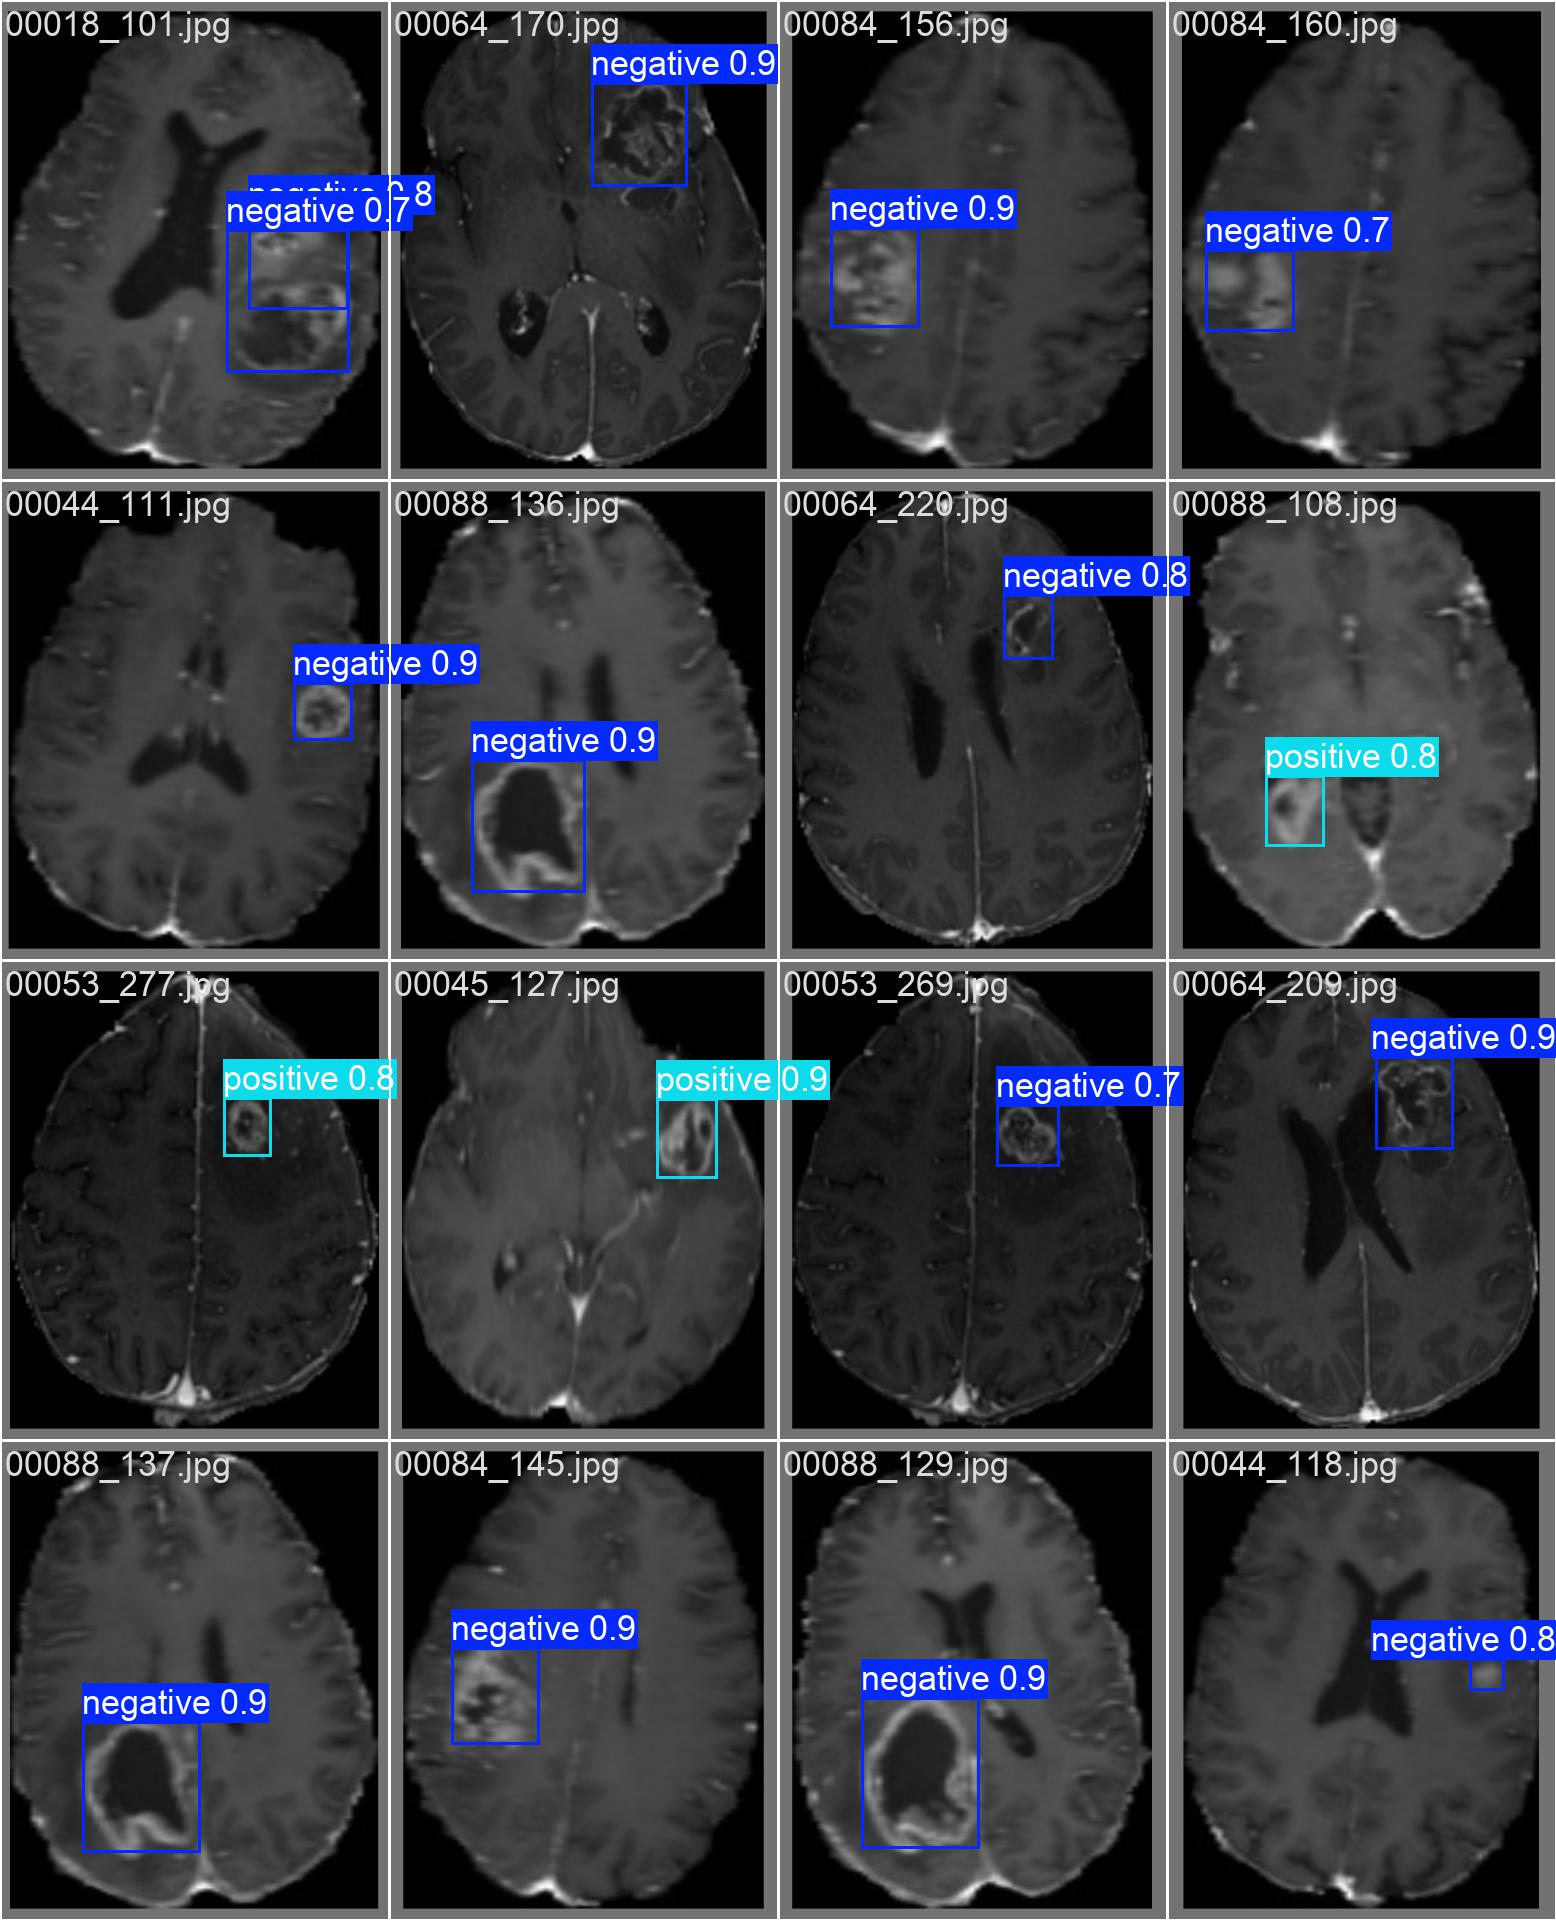 00018_101.jpg
negative 0.8
negative 0.7
00064_170.jpg
negative 0.9
00084_156.jpg
negative 0.9
00084_160.jpg
negative 0.7
00044_111.jpg
negative 0.9
00088_136.jpg
negative 0.9
00064_220.jpg
negative 0.8
00088_108.jpg
positive 0.8
00053_277.jpg
positive 0.8
00045_127.jpg
positive 0.9
00053_269.jpg
negative 0.7
00064_209.jpg
negative 0.9
00088_137.jpg
negative 0.9
00084_145.jpg
negative 0.9
00088_129.jpg
negative 0.9
00044_118.jpg
negative 0.8